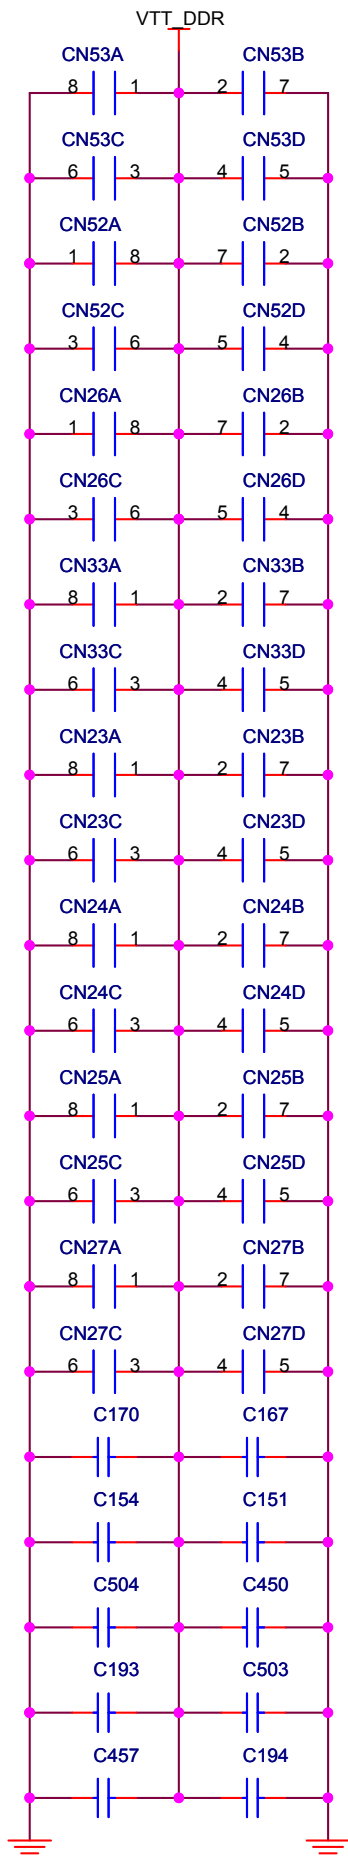 VTT_DDR
CN53A CN53B
8 1 2 7
CN53C CN53D
6 3 4 5
CN52A CN52B
1 8 7 2
CN52C CN52D
3 6 5 4
CN26A CN26B
1 8 7 2
CN26C CN26D
3 6 5 4
CN33A CN33B
8 1 2 7
CN33C CN33D
6 3 4 5
CN23A CN23B
8 1 2 7
CN23C CN23D
6 3 4 5
CN24A CN24B
8 1 2 7
CN24C CN24D
6 3 4 5
CN25A CN25B
8 1 2 7
CN25C CN25D
6 3 4 5
CN27A CN27B
8 1 2 7
CN27C CN27D
6 3 4 5
C170 C167
C154 C151
C504 C450
C193 C503
C457 C194